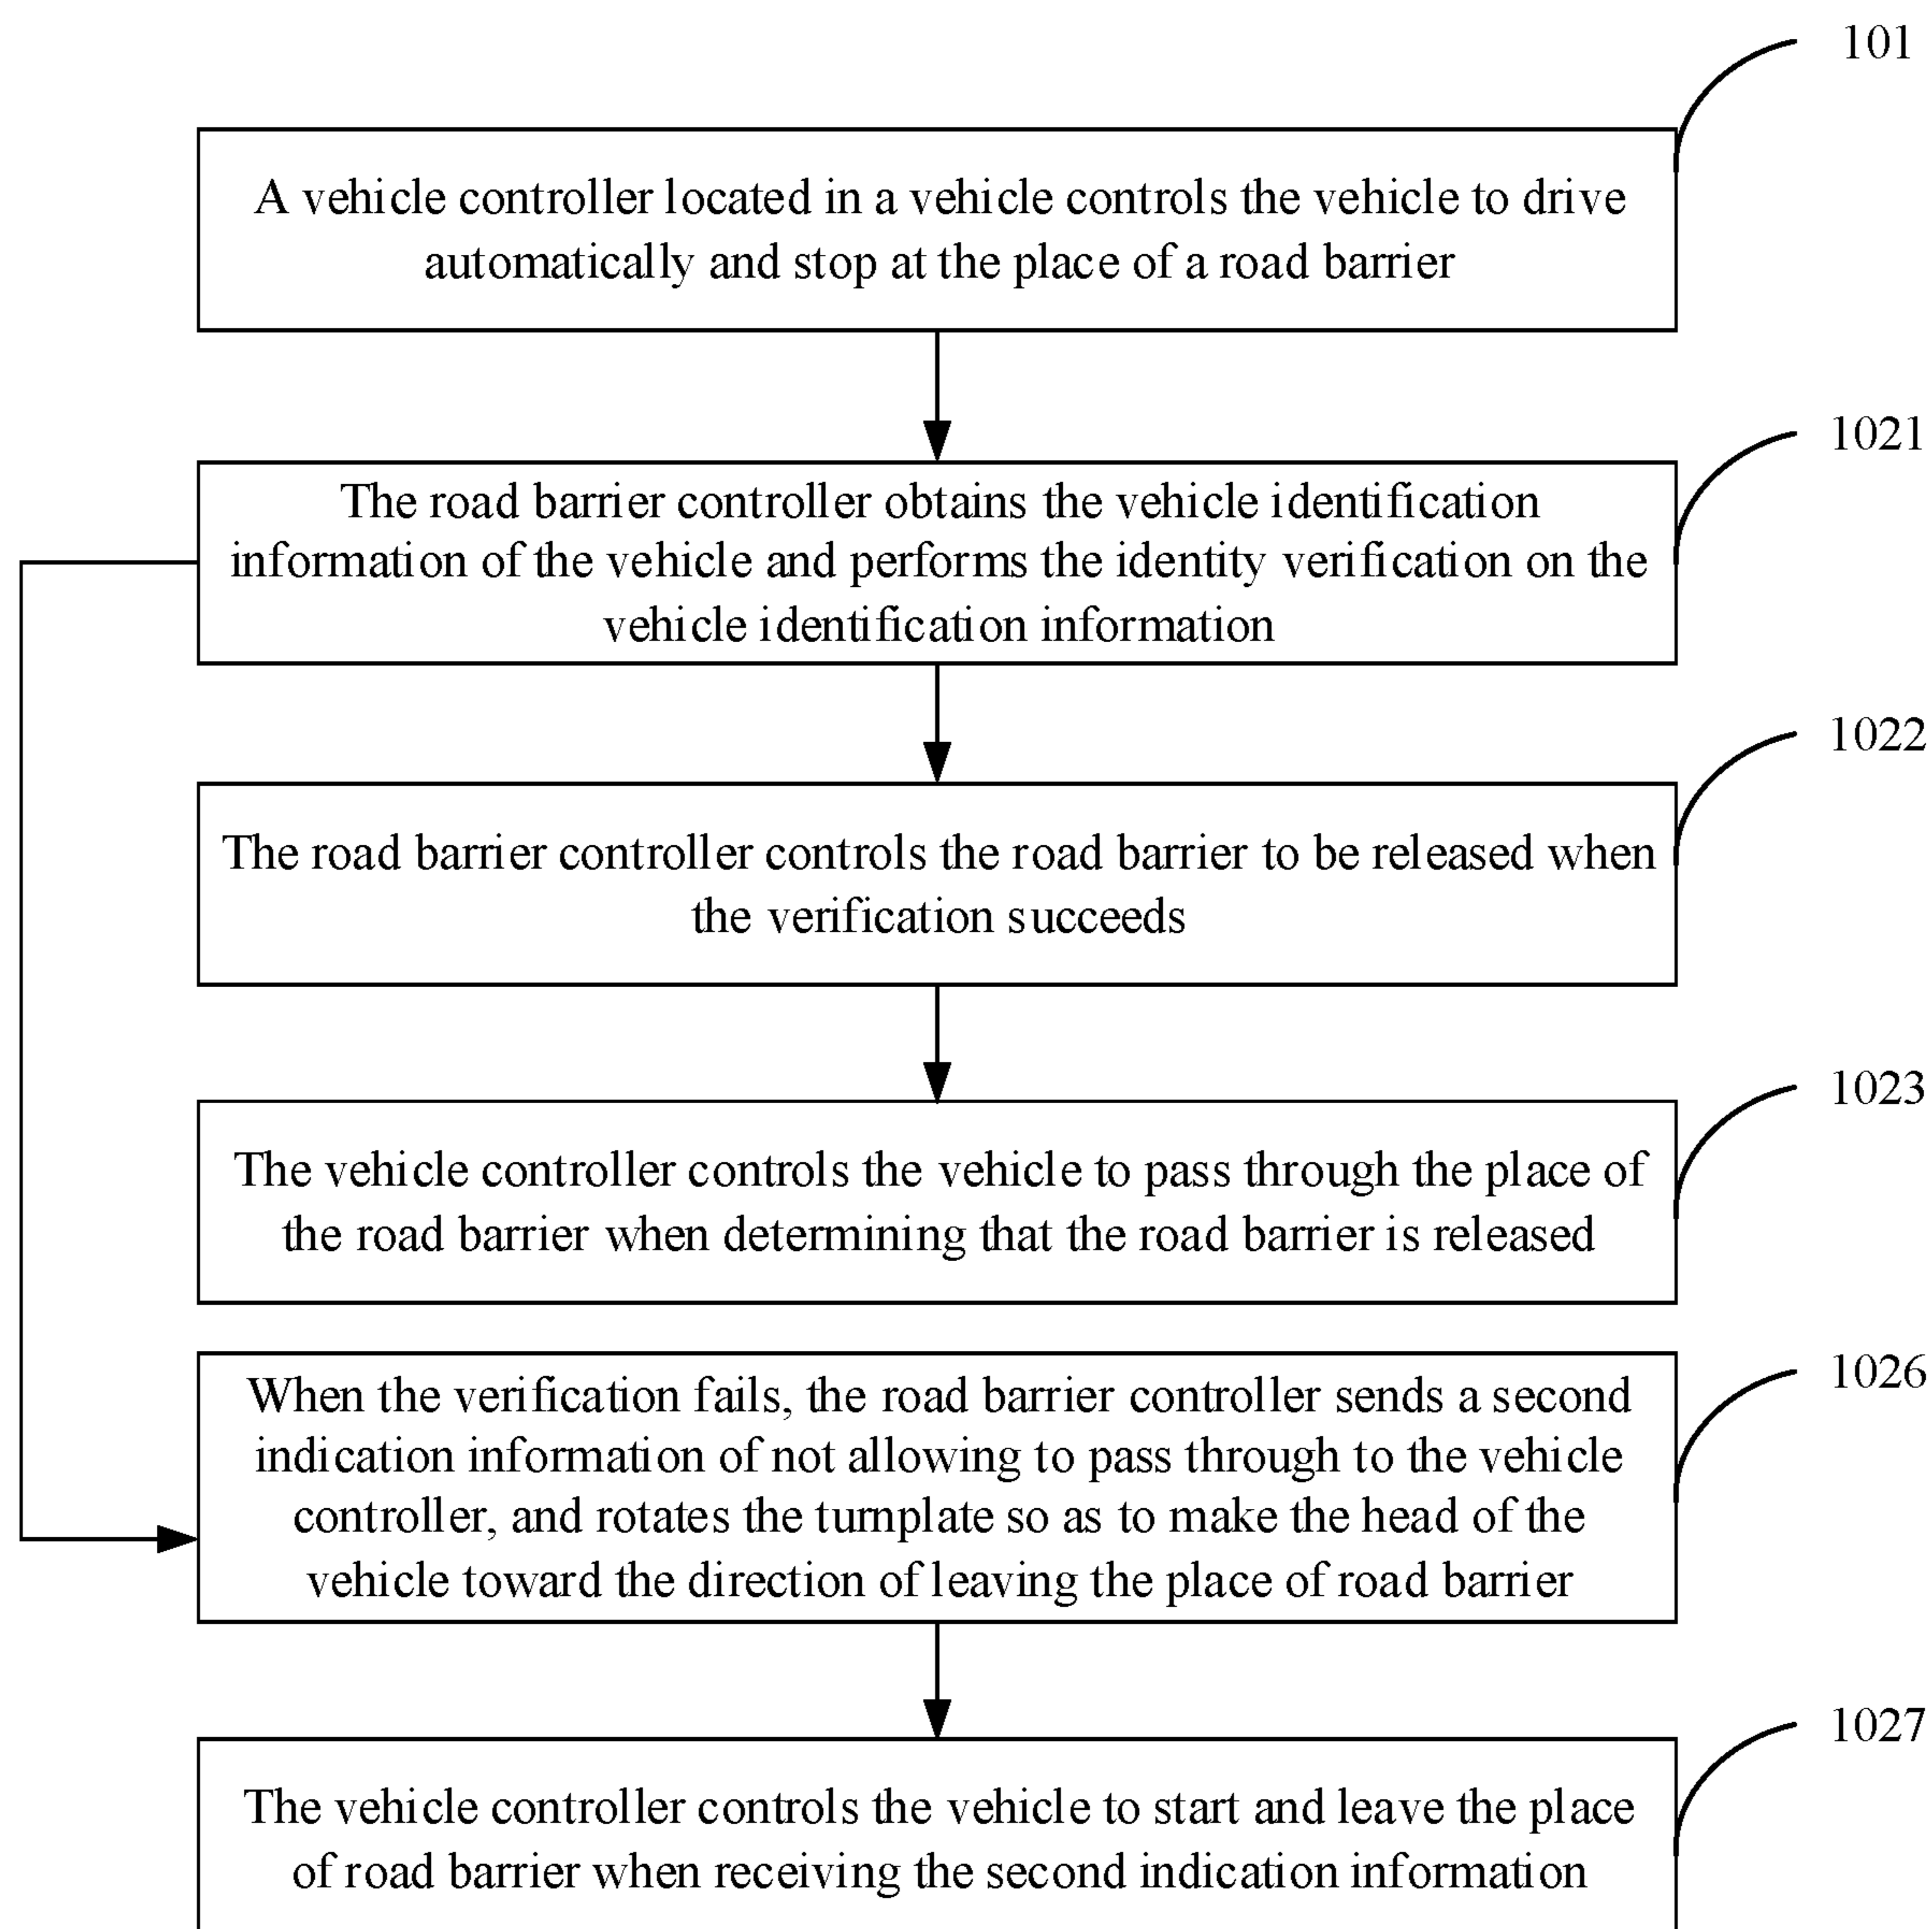 101
A vehicle controller located in a vehicle controls the vehicle to drive
automatically and stop at the place of a road barrier
1021
The road barrier controller obtains the vehicle identification
information of the vehicle and performs the identity verification on the
vehicle identification information
1022
The road barrier controller controls the road barrier to be released when
the verification succeeds
1023
The vehicle controller controls the vehicle to pass through the place of
the road barrier when determining that the road barrier is released
1026
When the verification fails, the road barrier controller sends a second
indication information of not allowing to pass through to the vehicle
controller, and rotates the turnplate so as to make the head of the
vehicle toward the direction of leaving the place of road barrier
1027
The vehicle controller controls the vehicle to start and leave the place
of road barrier when receiving the second indication information